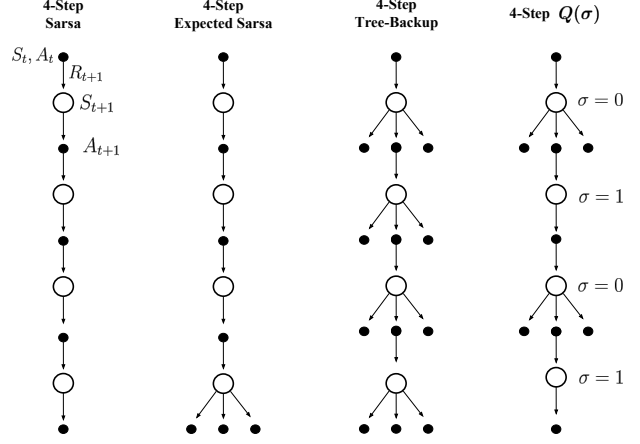 4-Step
Sarsa
4-Step
Expected Sarsa
4-Step
Tree-Backup
4-Step Q(σ)
S_t, A_t
R_{t+1}
S_{t+1}
A_{t+1}
σ = 0
σ = 1
σ = 0
σ = 1